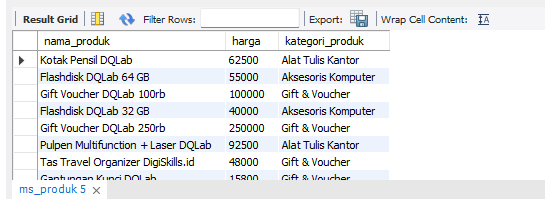 Result Grid Filter Rows: Export: Wrap Cell Content: IA
nama_produk harga kategori_produk
Kotak Pensil DQLab 62500 Alat Tulis Kantor
Flashdisk DQLab 64 GB 55000 Aksesoris Komputer
Gift Voucher DQLab 100rb 100000 Gift & Voucher
Flashdisk DQLab 32 GB 40000 Aksesoris Komputer
Gift Voucher DQLab 250rb 250000 Gift & Voucher
Pulpen Multifunction + Laser DQLab 92500 Alat Tulis Kantor
Tas Travel Organizer DigiSkills.id 48000 Gift & Voucher
Gantungan Kunci DQLab 15800 Gift & Voucher
ms_produk 5